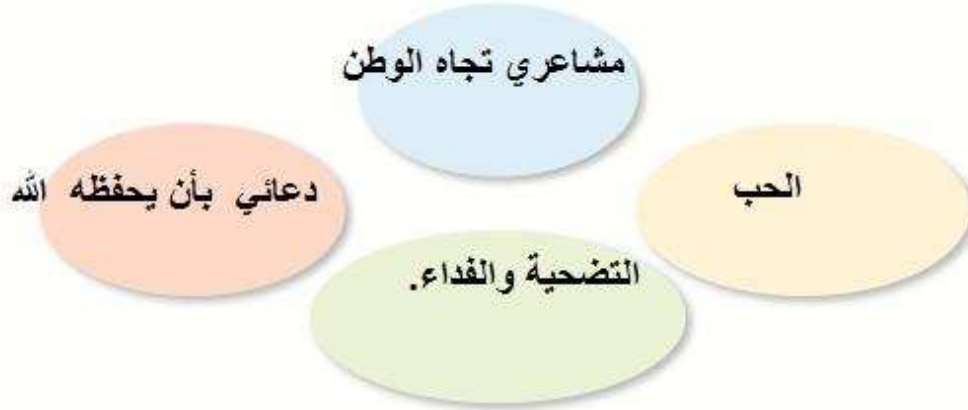 مشاعري تجاه الوطن
الحب
دعائي بأن يحفظه الله
التضحية والفداء.